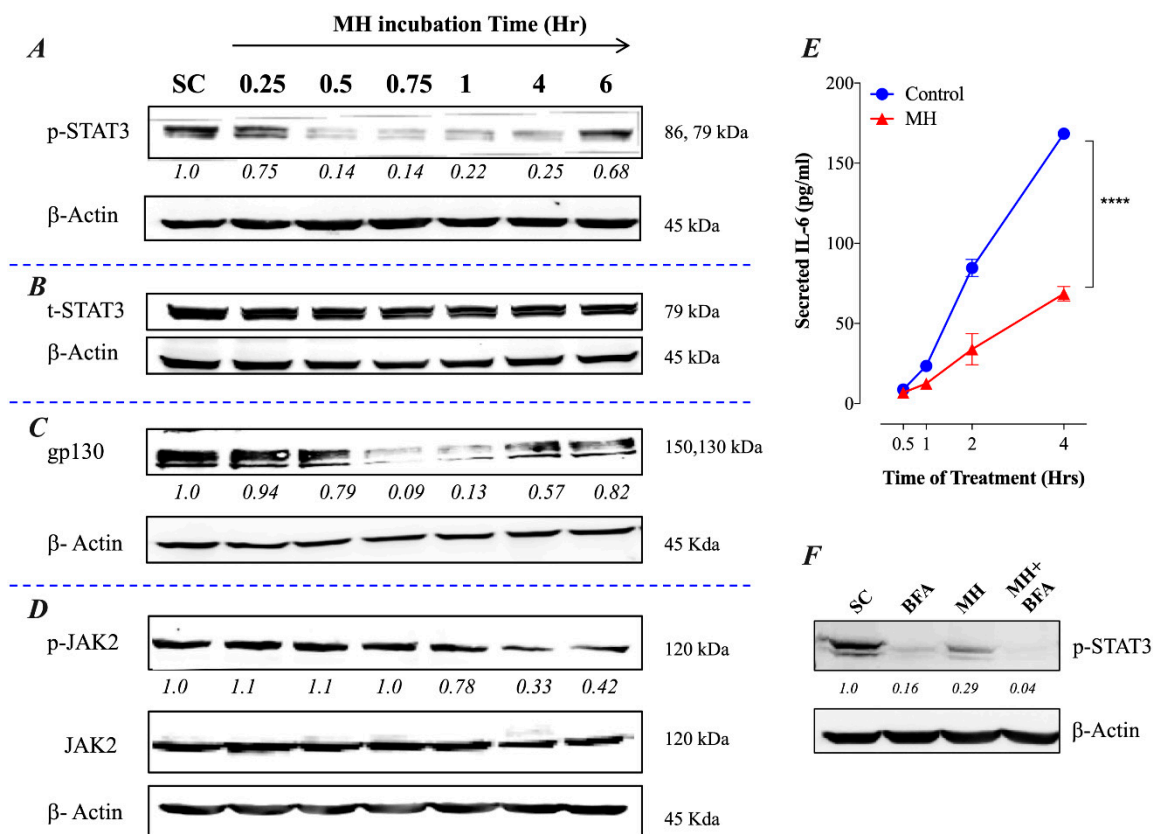 MH incubation Time (Hr)
A
SC 0.25 0.5 0.75 1 4 6
p-STAT3
86, 79 kDa
1.0 0.75 0.14 0.14 0.22 0.25 0.68
β-Actin
45 kDa
B
t-STAT3
79 kDa
β-Actin
45 kDa
C
gp130
150,130 kDa
1.0 0.94 0.79 0.09 0.13 0.57 0.82
β- Actin
45 Kda
D
p-JAK2
120 kDa
1.0 1.1 1.1 1.0 0.78 0.33 0.42
JAK2
120 kDa
β- Actin
45 Kda
E
Control
MH
Secreted IL-6 (pg/ml)
200
150
100
50
0
****
0.5 1 2 4
Time of Treatment (Hrs)
F
SC BFA MH MH+
BFA
p-STAT3
1.0 0.16 0.29 0.04
β-Actin